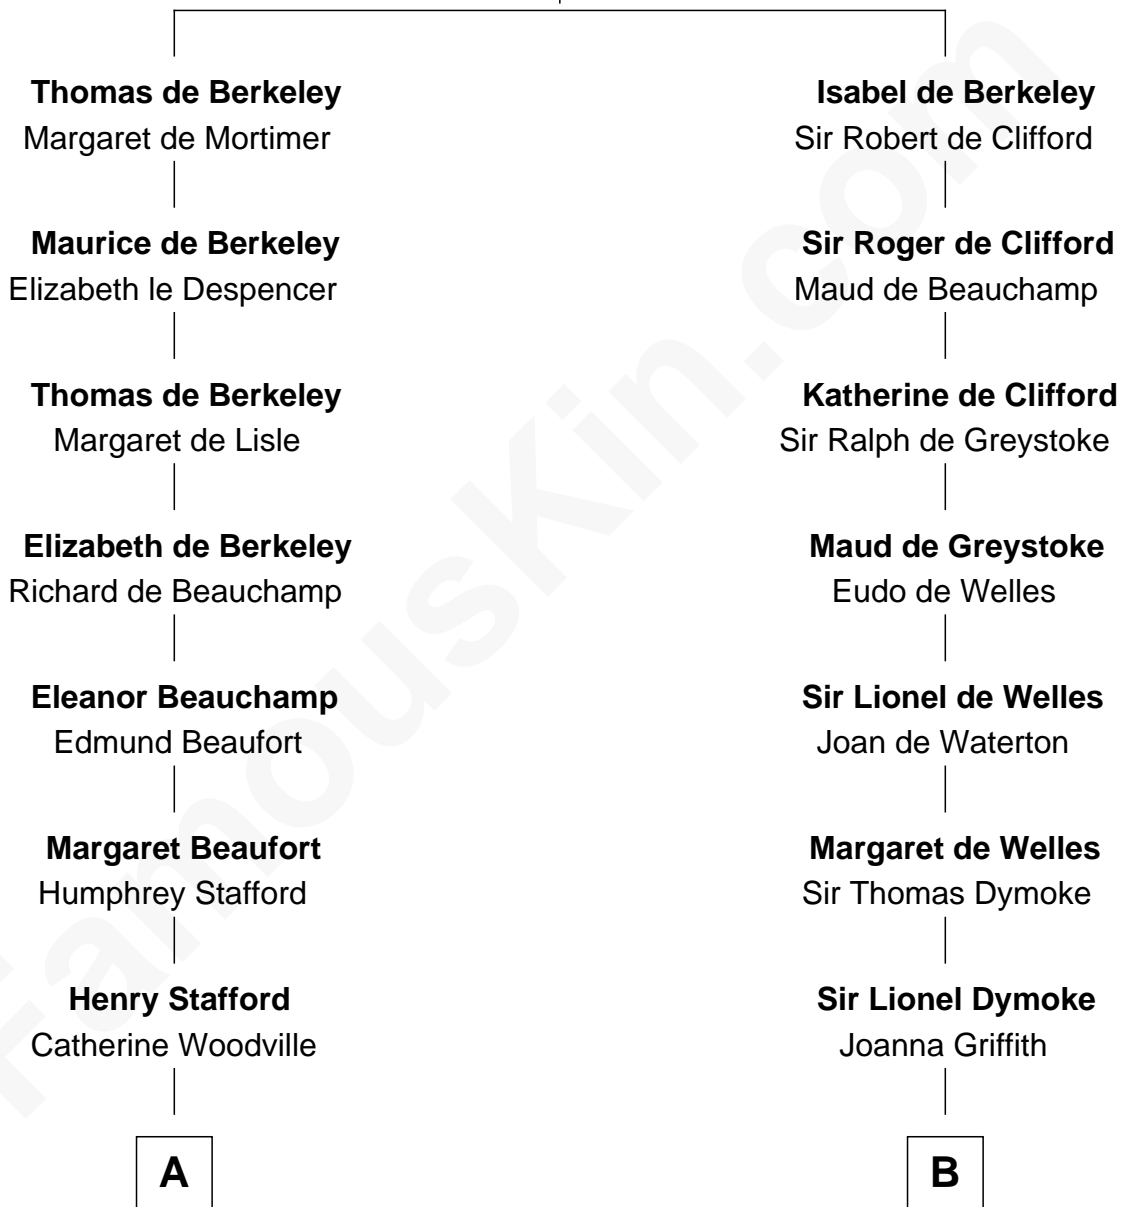 Thomas de Berkeley
Margaret de Mortimer
Maurice de Berkeley
Elizabeth le Despencer
Thomas de Berkeley
Margaret de Lisle
Elizabeth de Berkeley
Richard de Beauchamp
Eleanor Beauchamp
Edmund Beaufort
Margaret Beaufort
Humphrey Stafford
Henry Stafford
Catherine Woodville
A
Isabel de Berkeley
Sir Robert de Clifford
Sir Roger de Clifford
Maud de Beauchamp
Katherine de Clifford
Sir Ralph de Greystoke
Maud de Greystoke
Eudo de Welles
Sir Lionel de Welles
Joan de Waterton
Margaret de Welles
Sir Thomas Dymoke
Sir Lionel Dymoke
Joanna Griffith
B
FamousKin.com